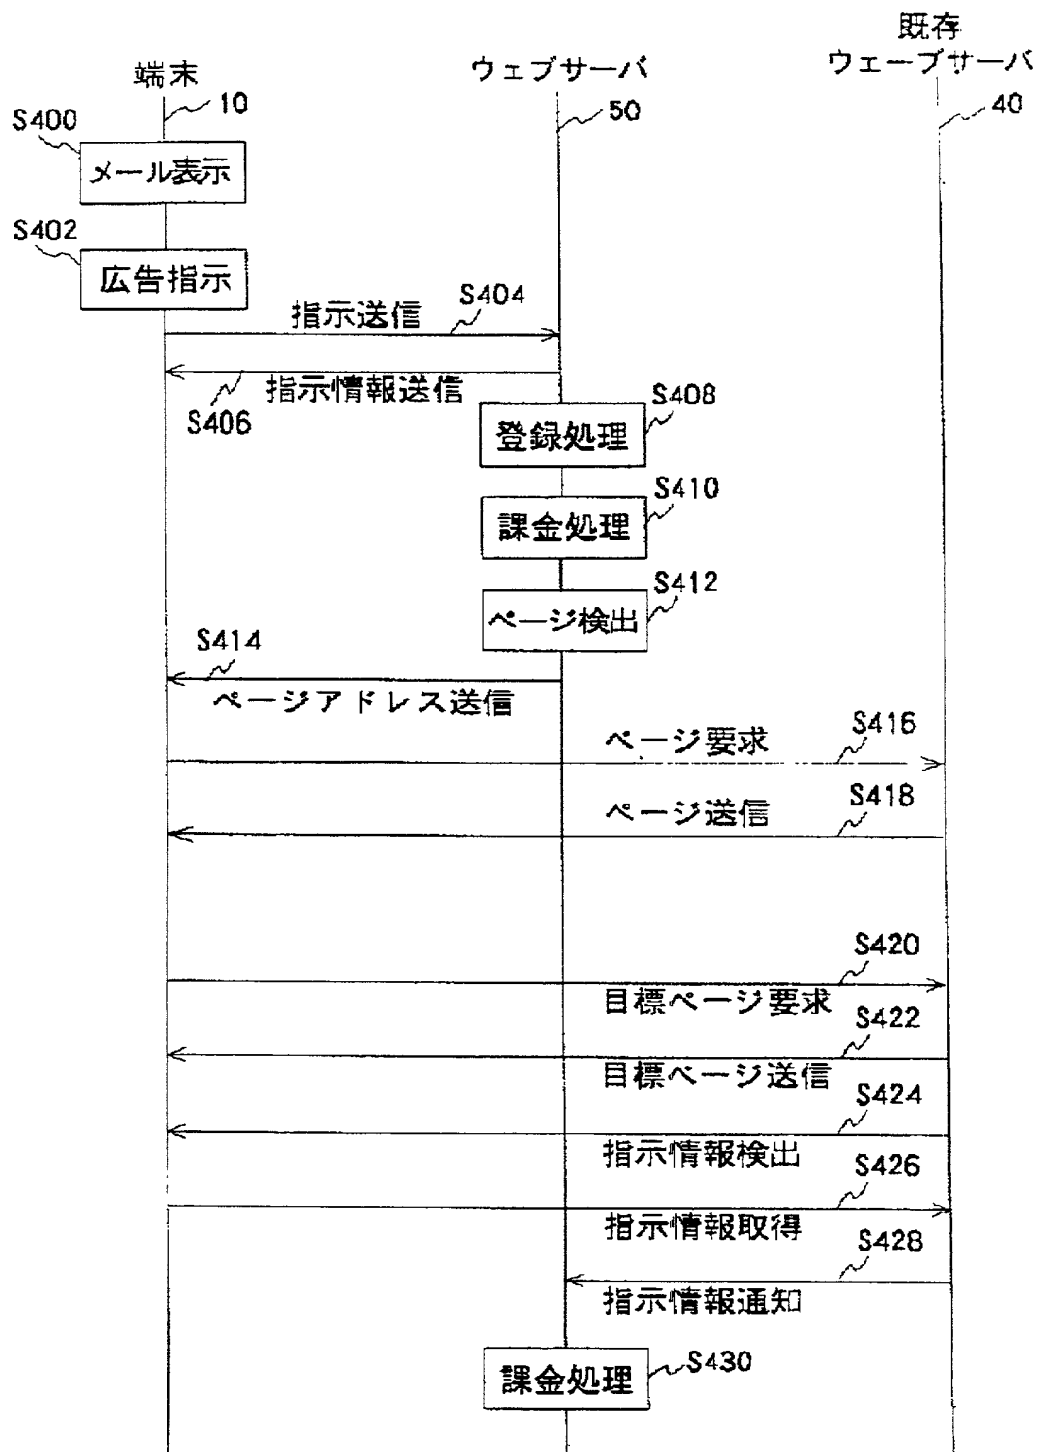 端末
10
ウェブサーバ
50
既存
ウェーブサーバ
40
S400
メール表示
S402
広告指示
指示送信
S404
指示情報送信
S406
登録処理
S408
課金処理
S410
ページ検出
S412
S414
ページアドレス送信
ページ要求
S416
ページ送信
S418
S420
目標ページ要求
S422
目標ページ送信
S424
指示情報検出
S426
指示情報取得
S428
指示情報通知
課金処理
S430